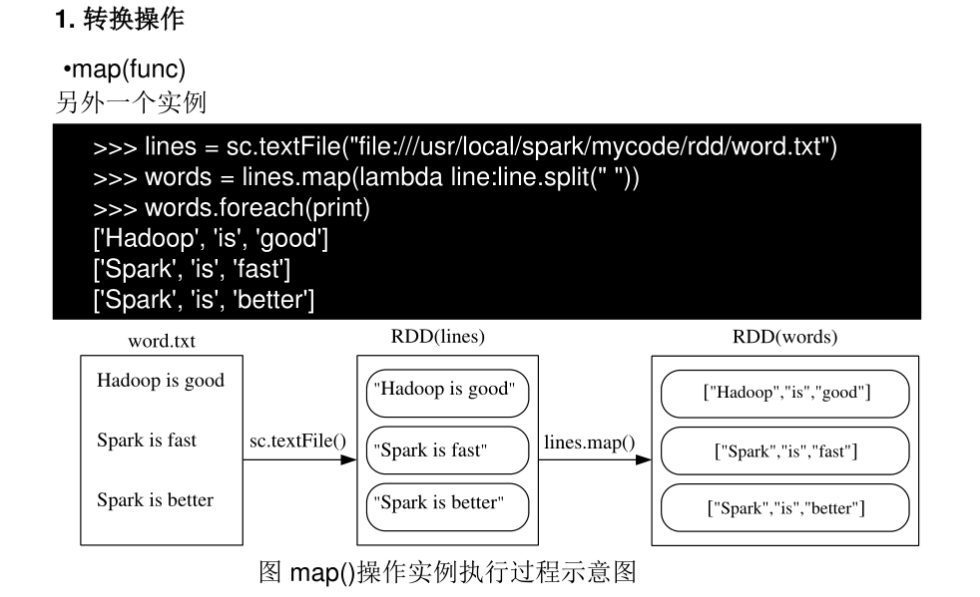 1. 转换操作
•map(func)
另外一个实例
>>> lines = sc.textFile("file:///usr/local/spark/mycode/rdd/word.txt")
>>> words = lines.map(lambda line:line.split(" "))
>>> words.foreach(print)
['Hadoop', 'is', 'good']
['Spark', 'is', 'fast']
['Spark', 'is', 'better']
word.txt
Hadoop is good
Spark is fast
Spark is better
sc.textFile()
RDD(lines)
"Hadoop is good"
"Spark is fast"
"Spark is better"
lines.map()
RDD(words)
["Hadoop","is","good"]
["Spark","is","fast"]
["Spark","is","better"]
图 map()操作实例执行过程示意图